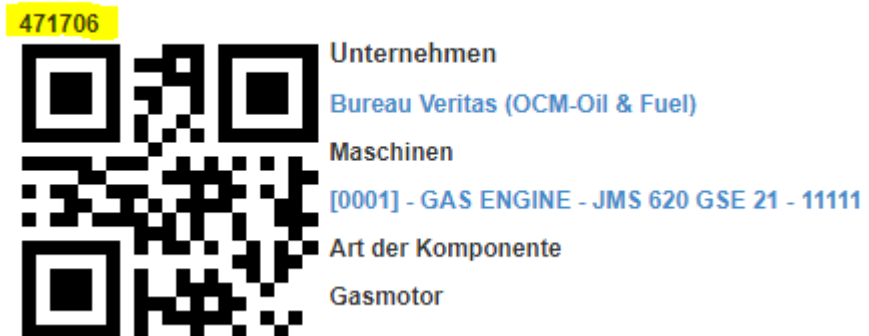 471706
Unternehmen
Bureau Veritas (OCM-Oil & Fuel)
Maschinen
[0001] - GAS ENGINE - JMS 620 GSE 21 - 11111
Art der Komponente
Gasmotor